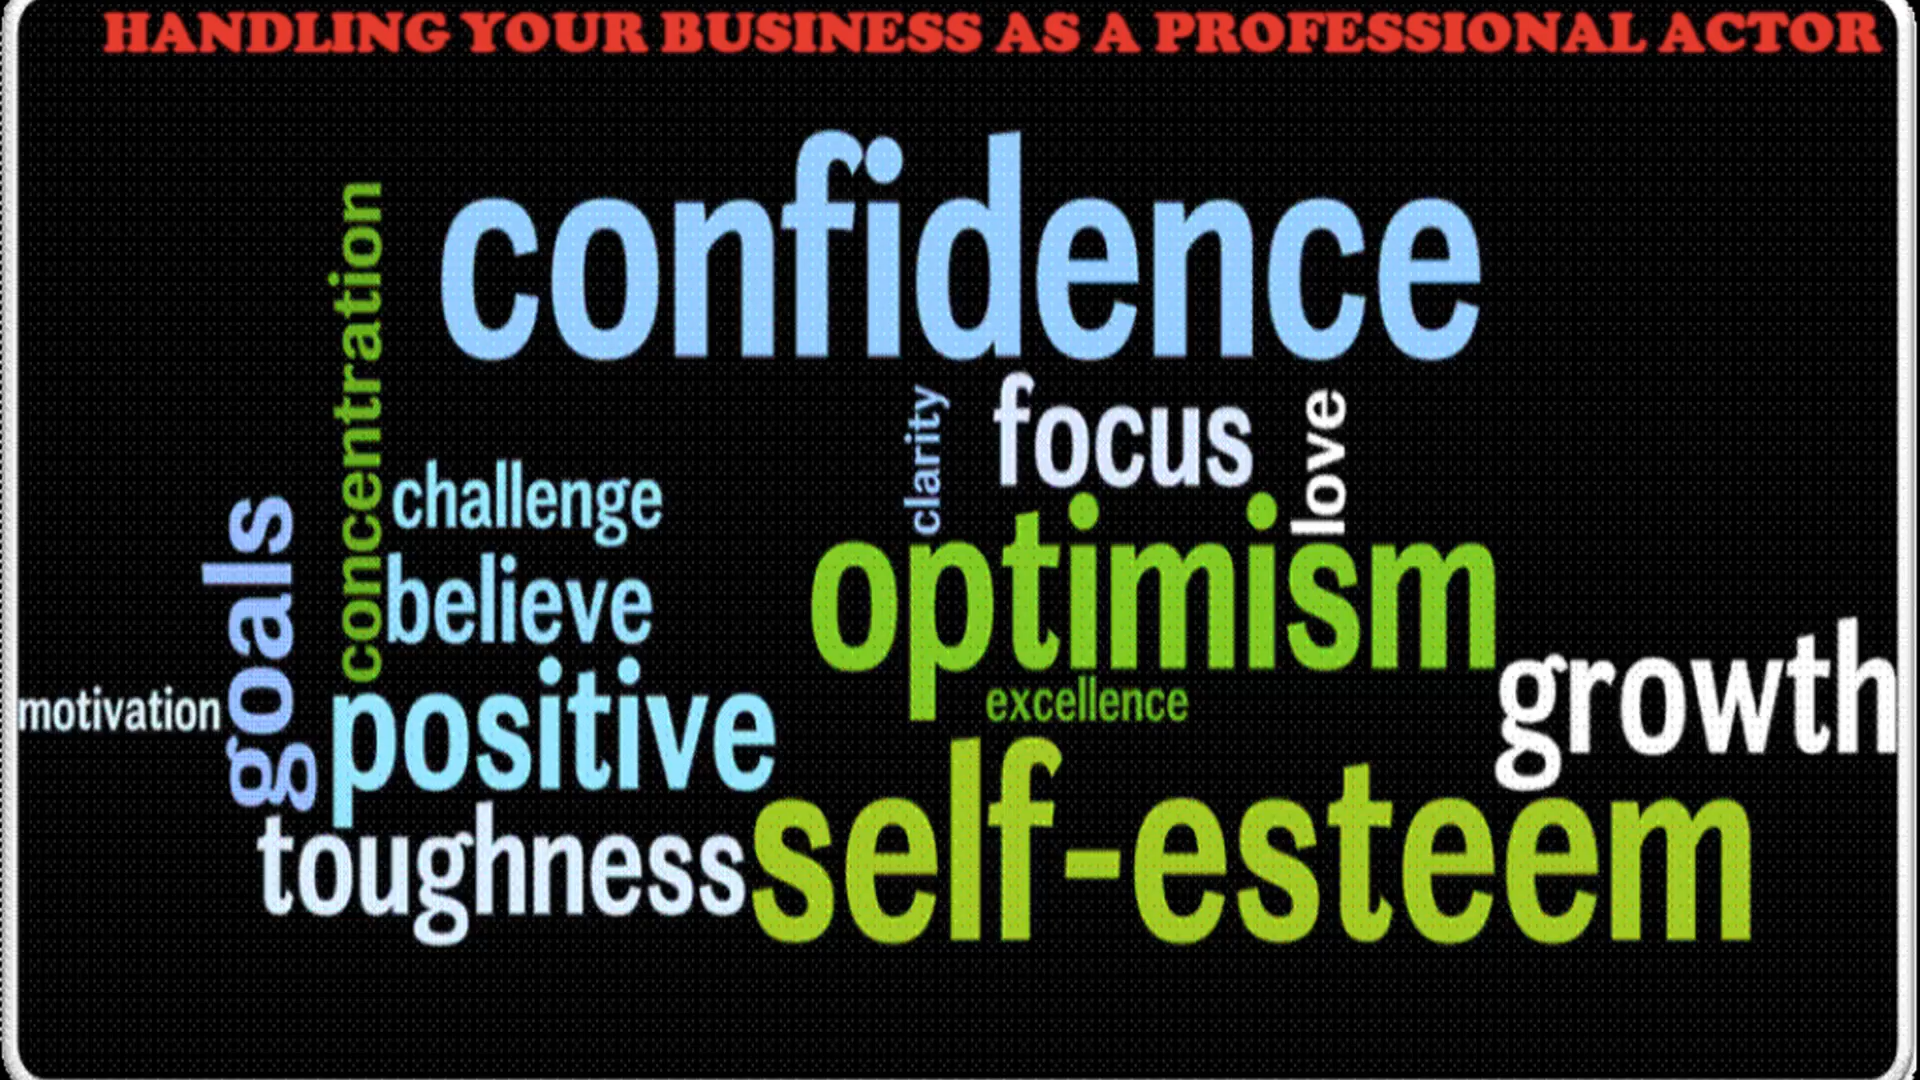 HANDLING YOUR BUSINESS AS A PROFESSIONAL ACTOR
confidence
concentration
clarity
focus
love
challenge
goals
believe
optimism
growth
motivation
positive
excellence
toughness
self-esteem